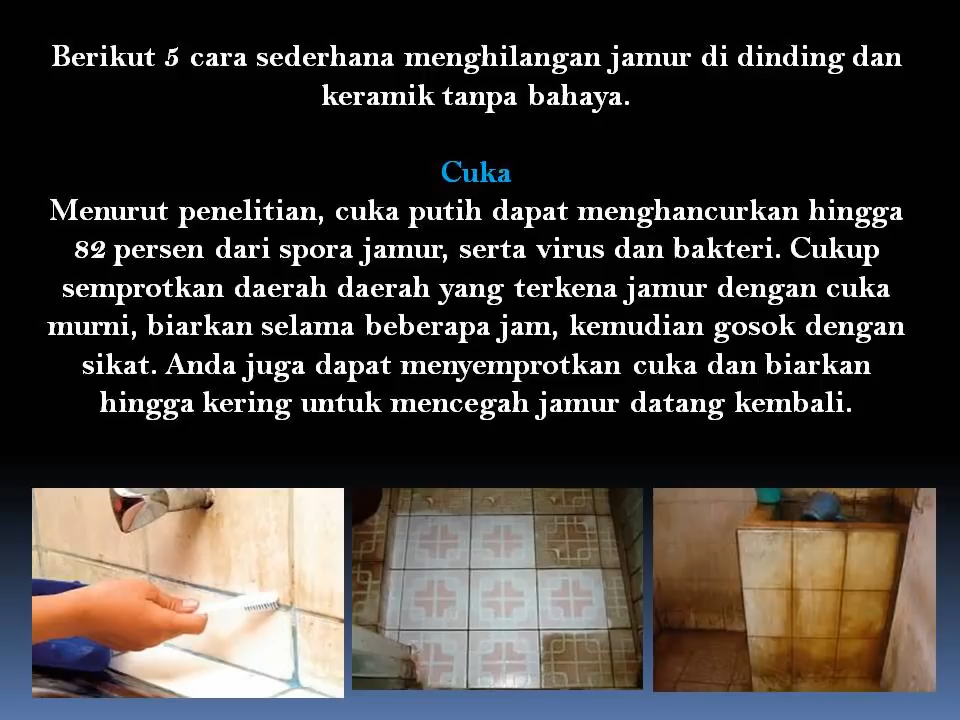 Berikut 5 cara sederhana menghilangan jamur di dinding dan
keramik tanpa bahaya.
Cuka
Menurut penelitian, cuka putih dapat menghancurkan hingga
82 persen dari spora jamur, serta virus dan bakteri. Cukup
semprotkan daerah daerah yang terkena jamur dengan cuka
murni, biarkan selama beberapa jam, kemudian gosok dengan
sikat. Anda juga dapat menyemprotkan cuka dan biarkan
hingga kering untuk mencegah jamur datang kembali.